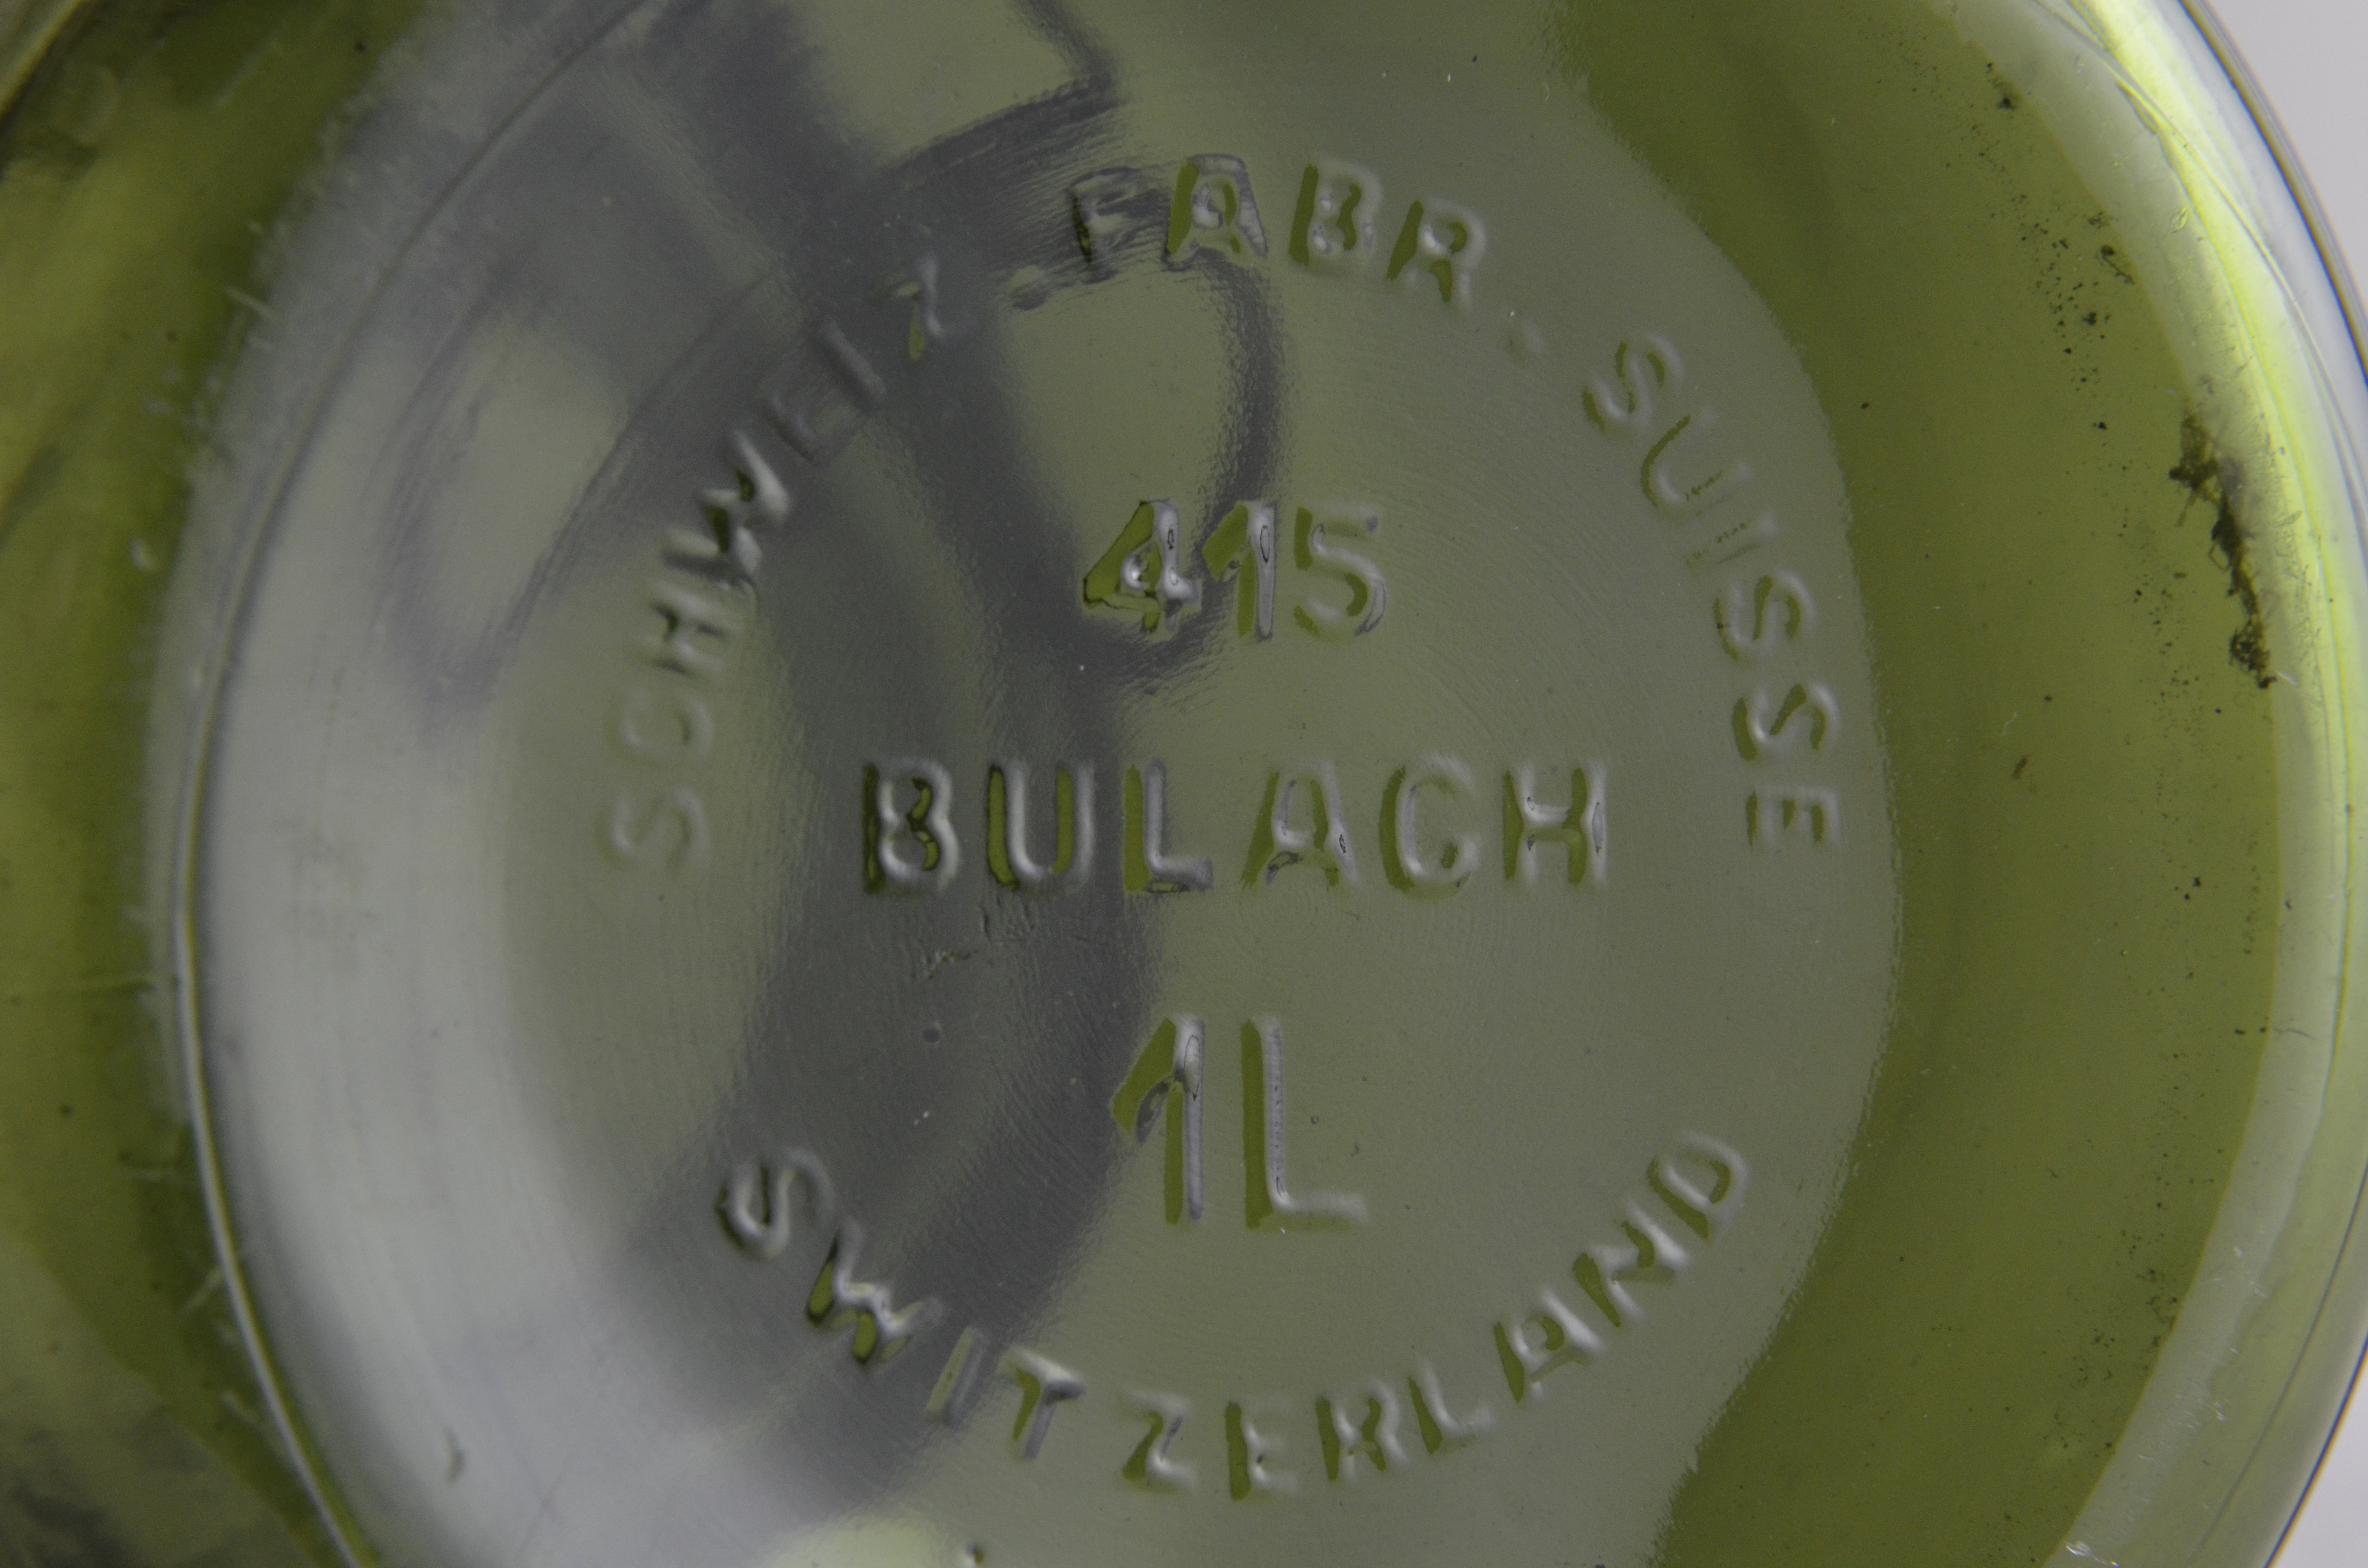 SCHWEIZ.FABR.SUISSE
415
BULACH
1L
SWITZERLAND